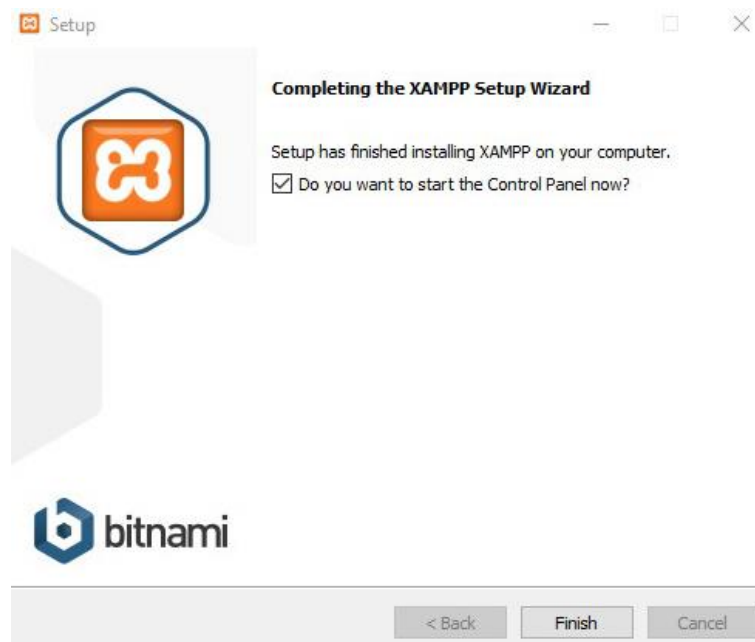 Setup
Completing the XAMPP Setup Wizard
Setup has finished installing XAMPP on your computer.
Do you want to start the Control Panel now?
bitnami
< Back
Finish
Cancel